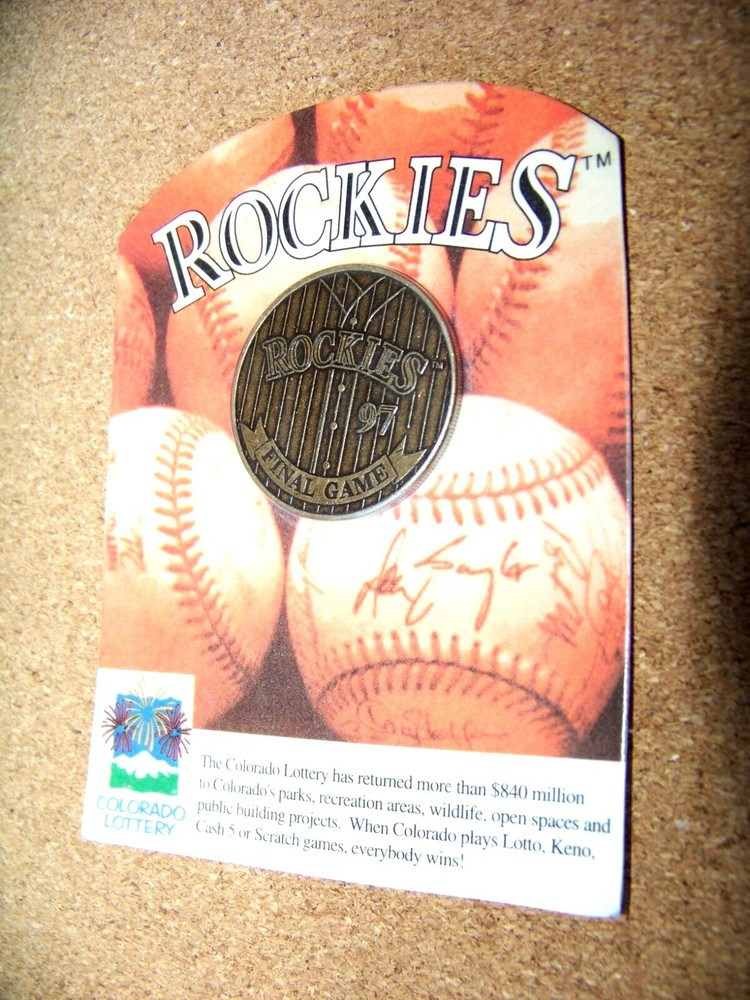 ROCKIES™
ROCKIES™
97
FINAL GAME
COLORADO
LOTTERY
The Colorado Lottery has returned more than $840 million
to Colorado's parks, recreation areas, wildlife, open spaces and
public building projects. When Colorado plays Lotto, Keno,
Cash 5 or Scratch games, everybody wins!